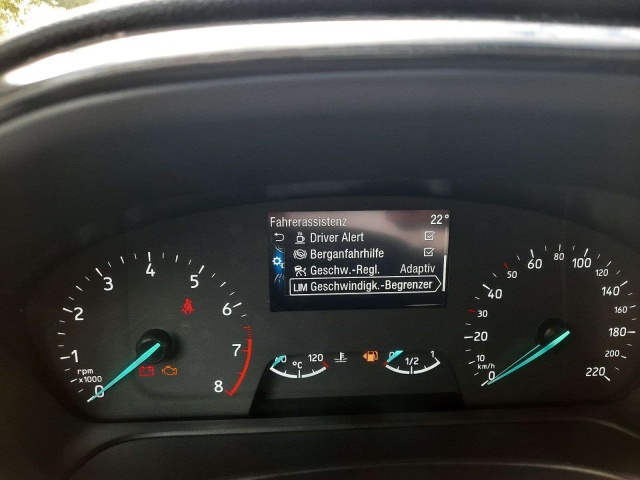 Fahrerassistenz 22°
Driver Alert
Berganfahrhilfe
Geschw.-Regl. Adaptiv
LIM Geschwindigk.-Begrenzer
0 1 2 3 4 5 6 7 8
rpm
x1000
120
°C
0 1/2 1
0 10 20 30 40 50 60 80 100 120 140 160 180 200 220
km/h